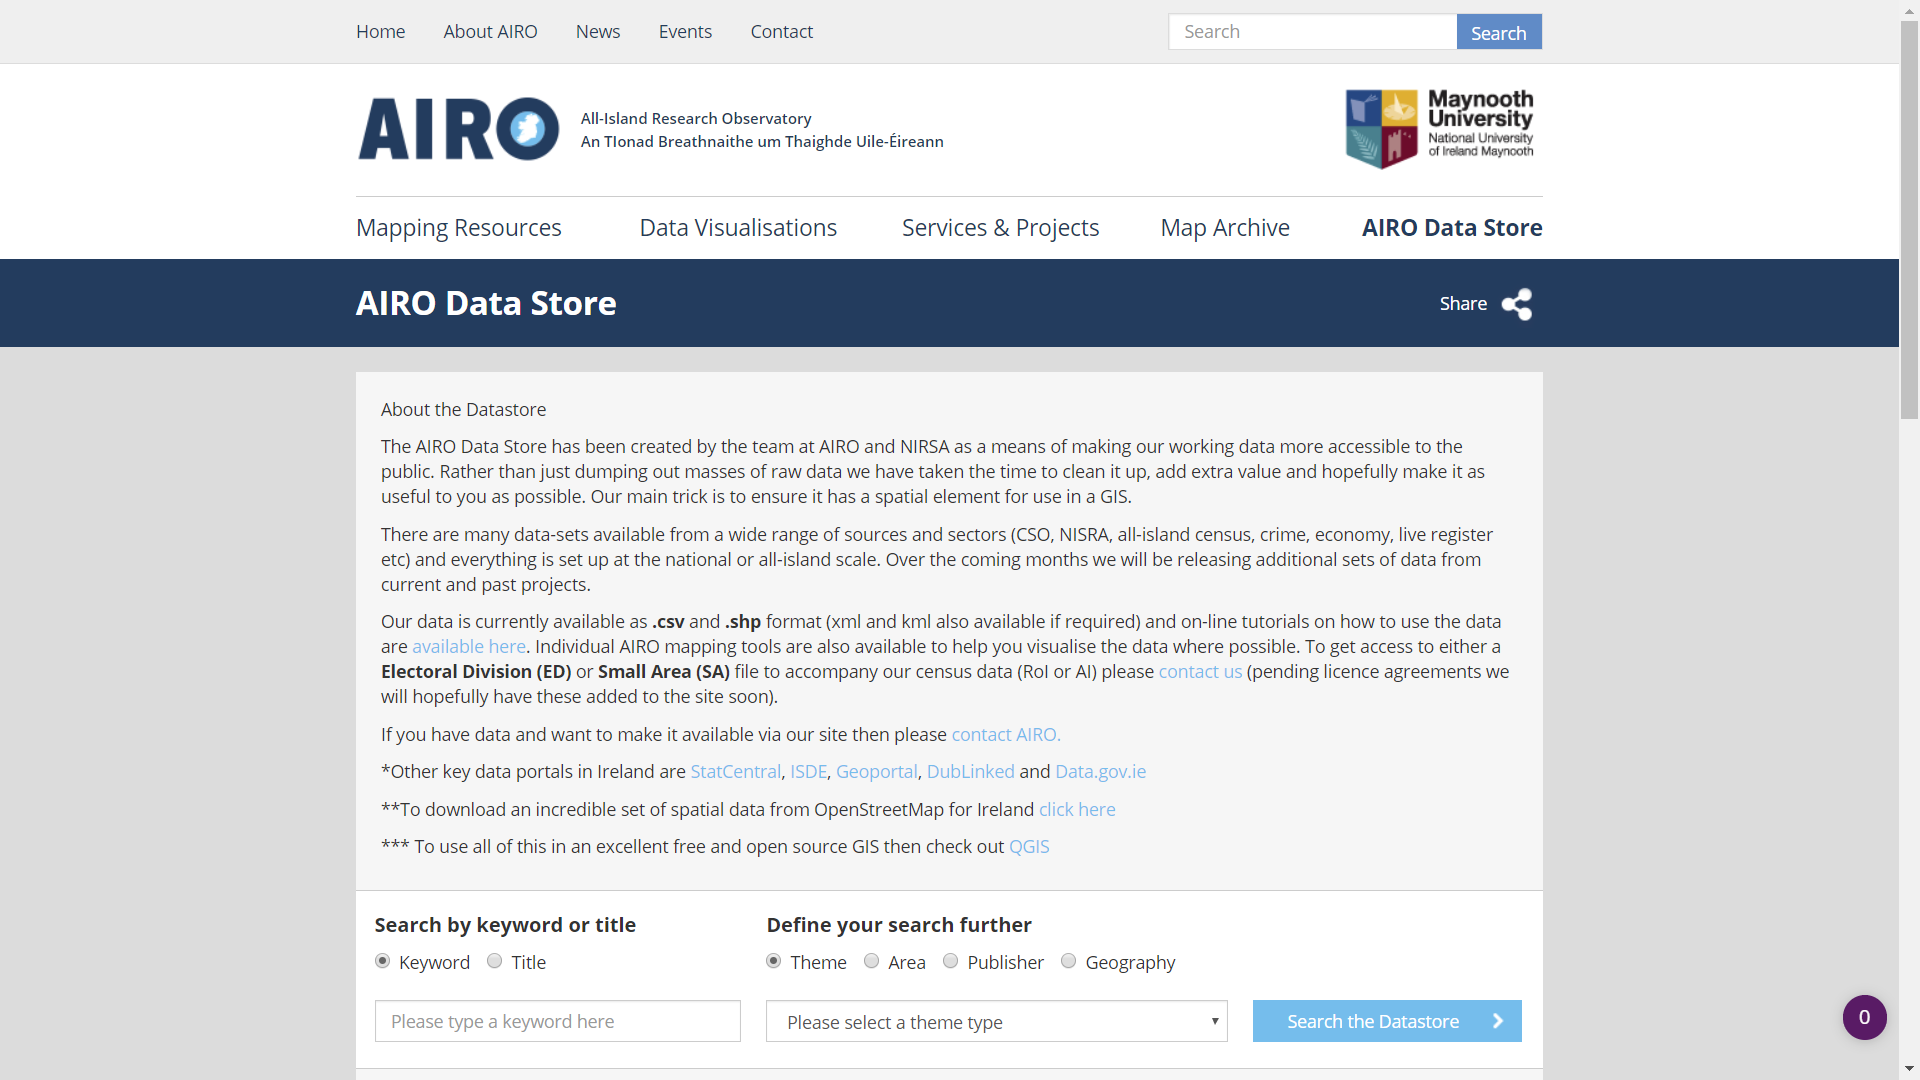 Home About AIRO News Events Contact Search Search
AIRO
All-Island Research Observatory
An TIonad Breathnaithe um Thaighde Uile-Éireann
Maynooth
University
National University
of Ireland Maynooth
Mapping Resources Data Visualisations Services & Projects Map Archive AIRO Data Store
AIRO Data Store Share
About the Datastore
The AIRO Data Store has been created by the team at AIRO and NIRSA as a means of making our working data more accessible to the
public. Rather than just dumping out masses of raw data we have taken the time to clean it up, add extra value and hopefully make it as
useful to you as possible. Our main trick is to ensure it has a spatial element for use in a GIS.
There are many data-sets available from a wide range of sources and sectors (CSO, NISRA, all-island census, crime, economy, live register
etc) and everything is set up at the national or all-island scale. Over the coming months we will be releasing additional sets of data from
current and past projects.
Our data is currently available as .csv and .shp format (xml and kml also available if required) and on-line tutorials on how to use the data
are available here. Individual AIRO mapping tools are also available to help you visualise the data where possible. To get access to either a
Electoral Division (ED) or Small Area (SA) file to accompany our census data (RoI or AI) please contact us (pending licence agreements we
will hopefully have these added to the site soon).
If you have data and want to make it available via our site then please contact AIRO.
*Other key data portals in Ireland are StatCentral, ISDE, Geoportal, DubLinked and Data.gov.ie
**To download an incredible set of spatial data from OpenStreetMap for Ireland click here
*** To use all of this in an excellent free and open source GIS then check out QGIS
Search by keyword or title Define your search further
Keyword Title Theme Area Publisher Geography
Please type a keyword here Please select a theme type Search the Datastore
0